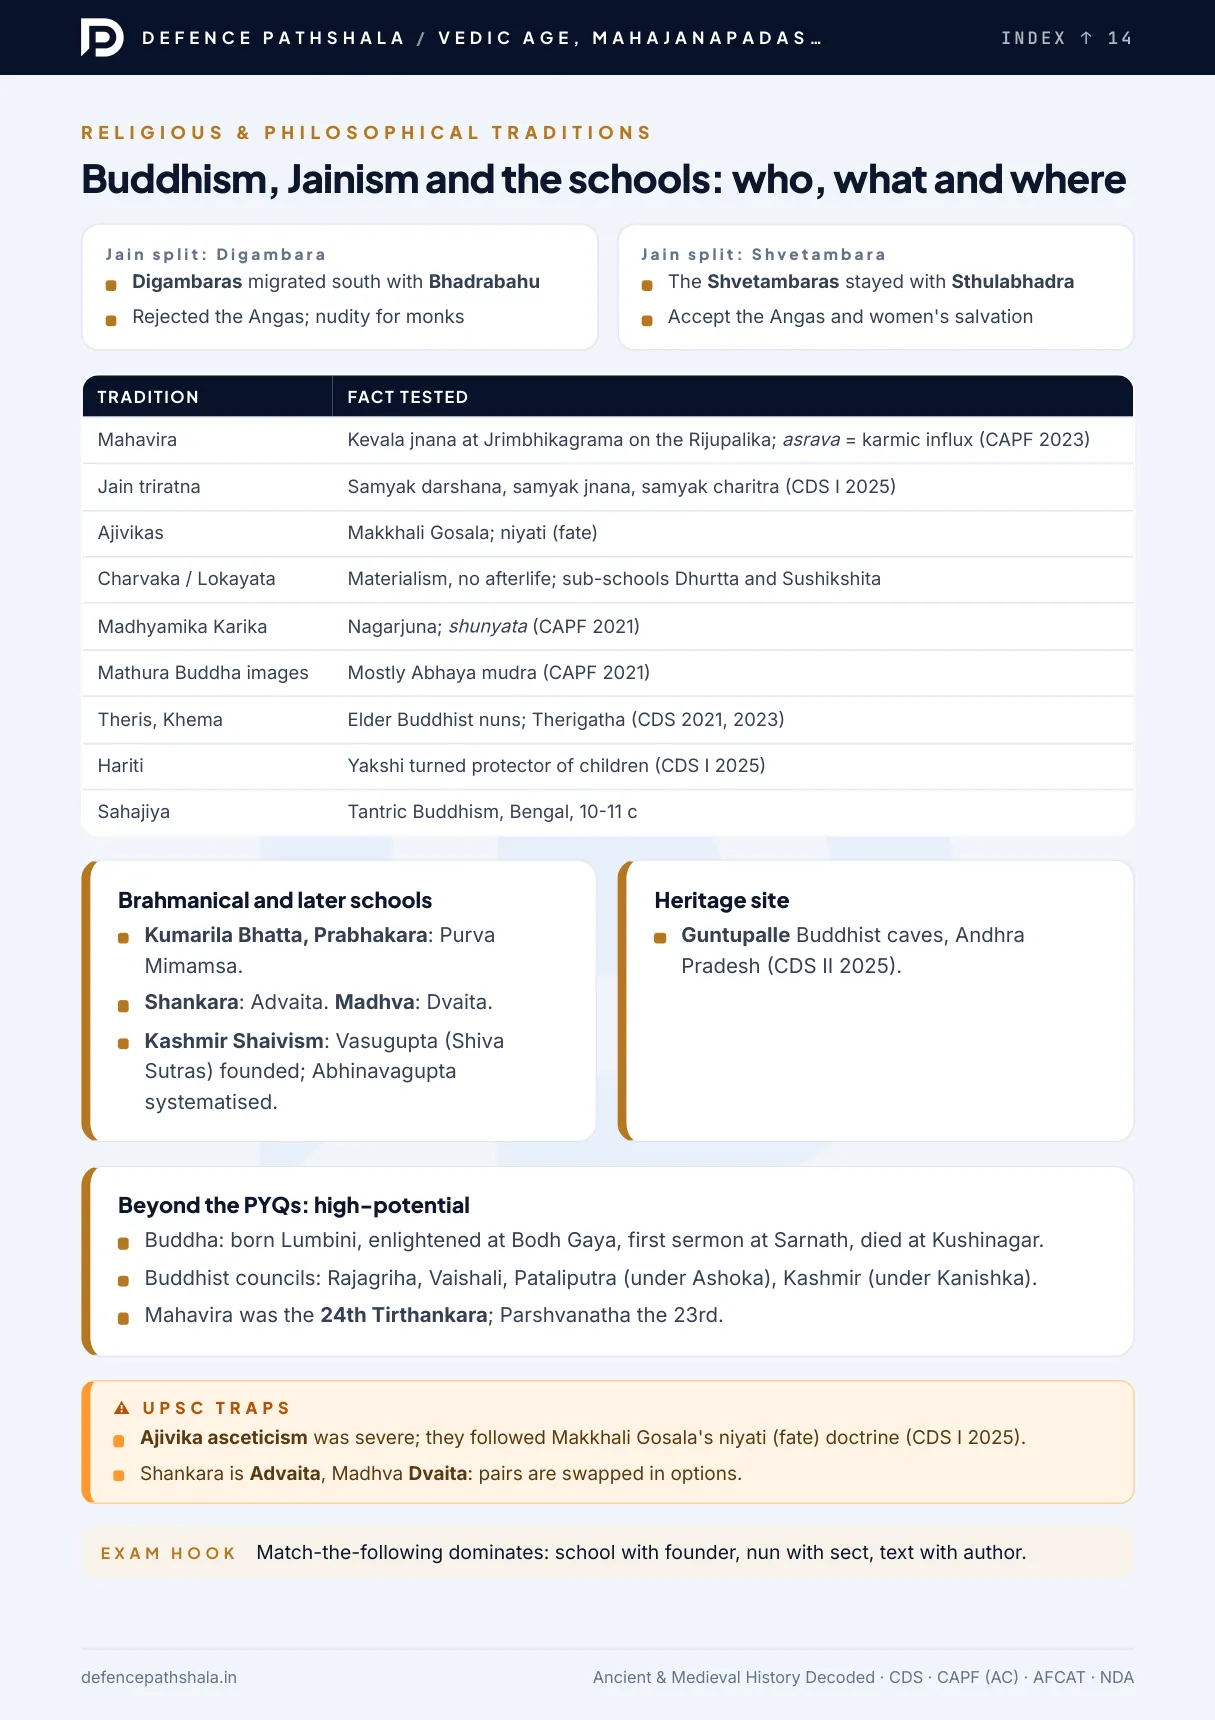 DEFENCE PATHSHALA / VEDIC AGE, MAHAJANAPADAS…
INDEX ↑ 14
RELIGIOUS & PHILOSOPHICAL TRADITIONS
Buddhism, Jainism and the schools: who, what and where
Jain split: Digambara
Digambaras migrated south with Bhadrabahu
Rejected the Angas; nudity for monks
Jain split: Shvetambara
The Shvetambaras stayed with Sthulabhadra
Accept the Angas and women's salvation
TRADITION FACT TESTED
Mahavira Kevala jnana at Jrimbhikagrama on the Rijupalika; asrava = karmic influx (CAPF 2023)
Jain triratna Samyak darshana, samyak jnana, samyak charitra (CDS I 2025)
Ajivikas Makkhali Gosala; niyati (fate)
Charvaka / Lokayata Materialism, no afterlife; sub-schools Dhurtta and Sushikshita
Madhyamika Karika Nagarjuna; shunyata (CAPF 2021)
Mathura Buddha images Mostly Abhaya mudra (CAPF 2021)
Theris, Khema Elder Buddhist nuns; Therigatha (CDS 2021, 2023)
Hariti Yakshi turned protector of children (CDS I 2025)
Sahajiya Tantric Buddhism, Bengal, 10-11 c
Brahmanical and later schools
Kumarila Bhatta, Prabhakara: Purva
Mimamsa.
Shankara: Advaita. Madhva: Dvaita.
Kashmir Shaivism: Vasugupta (Shiva
Sutras) founded; Abhinavagupta
systematised.
Heritage site
Guntupalle Buddhist caves, Andhra
Pradesh (CDS II 2025).
Beyond the PYQs: high-potential
Buddha: born Lumbini, enlightened at Bodh Gaya, first sermon at Sarnath, died at Kushinagar.
Buddhist councils: Rajagriha, Vaishali, Pataliputra (under Ashoka), Kashmir (under Kanishka).
Mahavira was the 24th Tirthankara; Parshvanatha the 23rd.
⚠ UPSC TRAPS
Ajivika asceticism was severe; they followed Makkhali Gosala's niyati (fate) doctrine (CDS I 2025).
Shankara is Advaita, Madhva Dvaita: pairs are swapped in options.
EXAM HOOK Match-the-following dominates: school with founder, nun with sect, text with author.
defencepathshala.in
Ancient & Medieval History Decoded · CDS · CAPF (AC) · AFCAT · NDA